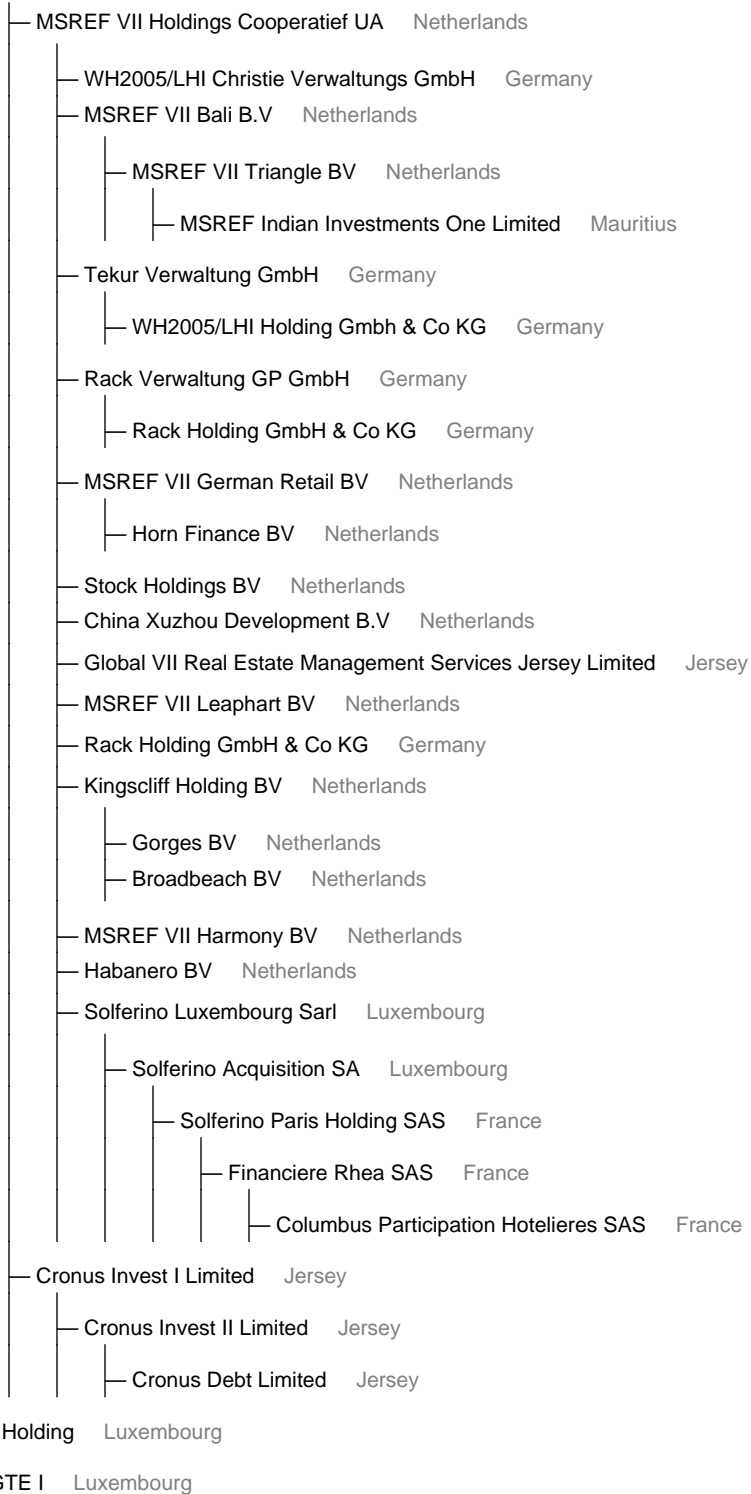 MSREF VII Holdings Cooperatief UA Netherlands
WH2005/LHI Christie Verwaltungs GmbH Germany
MSREF VII Bali B.V Netherlands
MSREF VII Triangle BV Netherlands
MSREF Indian Investments One Limited Mauritius
Tekur Verwaltung GmbH Germany
WH2005/LHI Holding Gmbh & Co KG Germany
Rack Verwaltung GP GmbH Germany
Rack Holding GmbH & Co KG Germany
MSREF VII German Retail BV Netherlands
Horn Finance BV Netherlands
Stock Holdings BV Netherlands
China Xuzhou Development B.V Netherlands
Global VII Real Estate Management Services Jersey Limited Jersey
MSREF VII Leaphart BV Netherlands
Rack Holding GmbH & Co KG Germany
Kingscliff Holding BV Netherlands
Gorges BV Netherlands
Broadbeach BV Netherlands
MSREF VII Harmony BV Netherlands
Habanero BV Netherlands
Solferino Luxembourg Sarl Luxembourg
Solferino Acquisition SA Luxembourg
Solferino Paris Holding SAS France
Financiere Rhea SAS France
Columbus Participation Hotelieres SAS France
Cronus Invest I Limited Jersey
Cronus Invest II Limited Jersey
Cronus Debt Limited Jersey
Holding Luxembourg
I Luxembourg